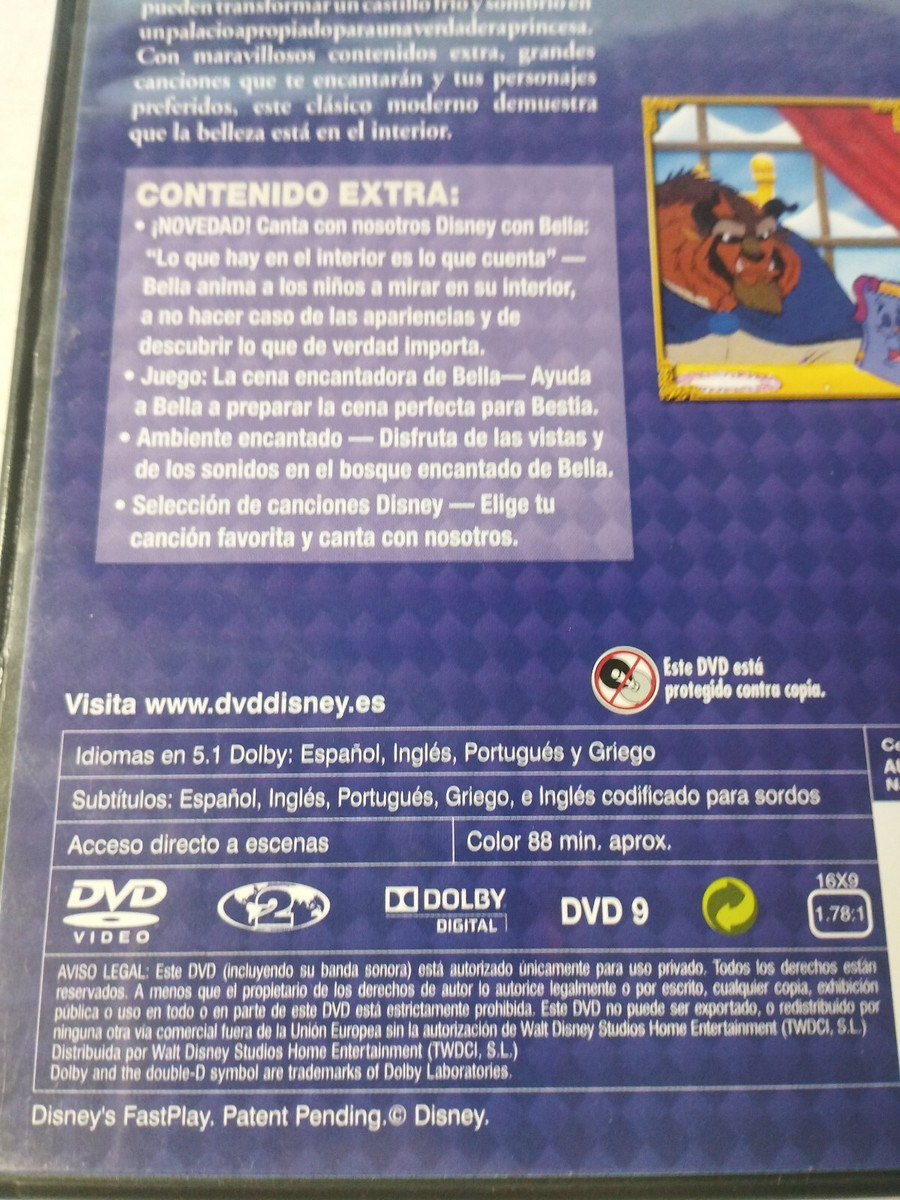 pueden transformar un castillo frío y sombrío en
un palacio apropiado para una verdadera princesa.
Con maravillosos contenidos extra, grandes
canciones que te encantarán y tus personajes
preferidos, este clásico moderno demuestra
que la belleza está en el interior.
CONTENIDO EXTRA:
• ¡NOVEDAD! Canta con nosotros Disney con Bella:
"Lo que hay en el interior es lo que cuenta" —
Bella anima a los niños a mirar en su interior,
a no hacer caso de las apariencias y de
descubrir lo que de verdad importa.
• Juego: La cena encantadora de Bella— Ayuda
a Bella a preparar la cena perfecta para Bestia.
• Ambiente encantado — Disfruta de las vistas y
de los sonidos en el bosque encantado de Bella.
• Selección de canciones Disney — Elige tu
canción favorita y canta con nosotros.
Este DVD está
protegido contra copia.
Visita www.dvddisney.es
Idiomas en 5.1 Dolby: Español, Inglés, Portugués y Griego
Subtítulos: Español, Inglés, Portugués, Griego, e Inglés codificado para sordos
Acceso directo a escenas
Color 88 min. aprox.
DVD
VIDEO
2
DOLBY
DIGITAL
DVD 9
16X9
1.78:1
AVISO LEGAL: Este DVD (incluyendo su banda sonora) está autorizado únicamente para uso privado. Todos los derechos están
reservados. A menos que el propietario de los derechos de autor lo autorice legalmente o por escrito, cualquier copia, exhibición
pública o uso en todo o en parte de este DVD está estrictamente prohibida. Este DVD no puede ser exportado, o redistribuido por
ninguna otra vía comercial fuera de la Unión Europea sin la autorización de Walt Disney Studios Home Entertainment (TWDCI, S.L.)
Distribuida por Walt Disney Studios Home Entertainment (TWDCI, S.L.)
Dolby and the double-D symbol are trademarks of Dolby Laboratories.
Disney's FastPlay. Patent Pending.© Disney.